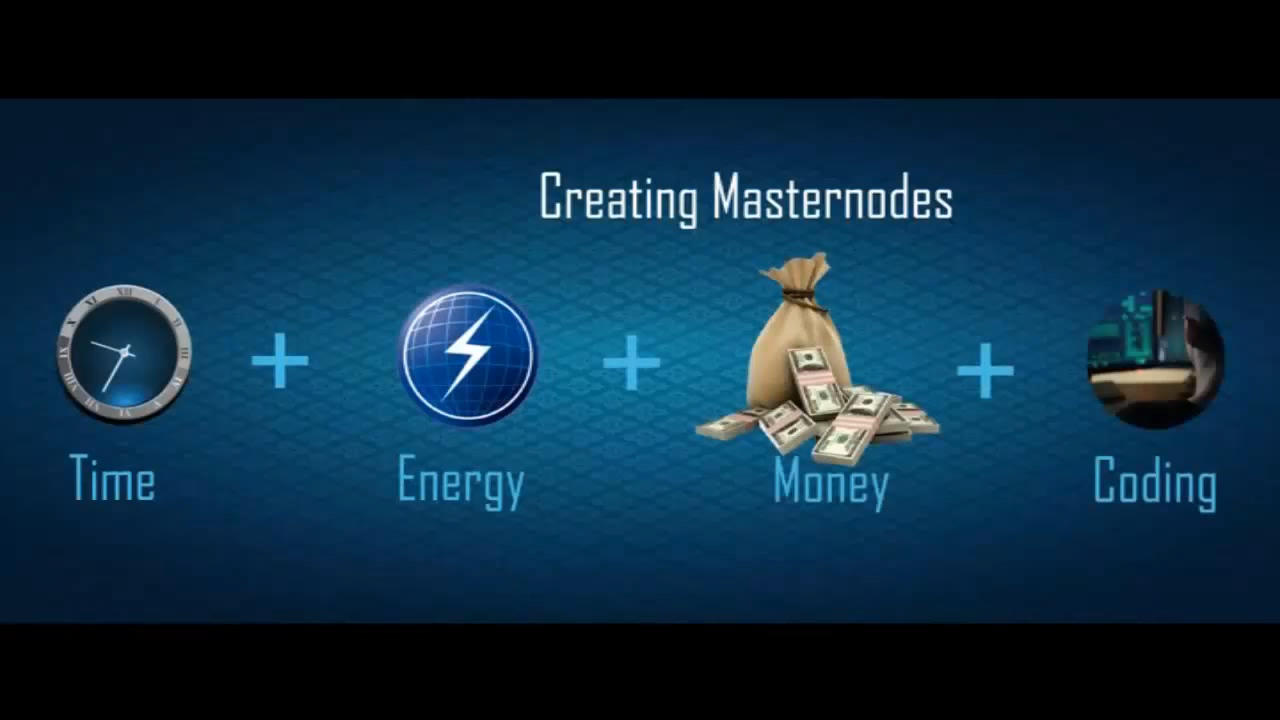 Creating Masternodes
Time
Energy
Money
Coding